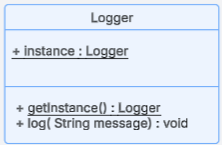 Logger
+ instance : Logger
+ getInstance() : Logger
+ log( String message) : void